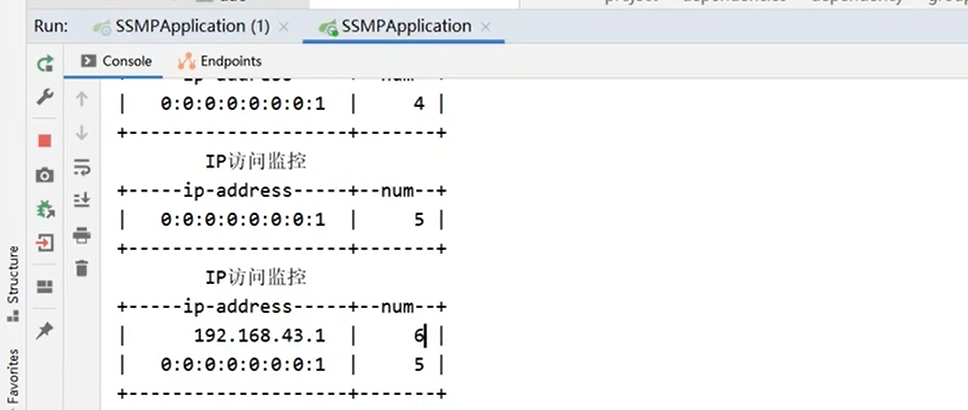 project
dependencies
dependency
Run: SSMPApplication (1) × SSMPApplication ×
Console Endpoints
| 0:0:0:0:0:0:0:1 | 4 |
+--------------------+-------+
IP访问监控
+-----ip-address-----+--num--+
| 0:0:0:0:0:0:0:1 | 5 |
+--------------------+-------+
IP访问监控
+-----ip-address-----+--num--+
| 192.168.43.1 | 6 |
| 0:0:0:0:0:0:0:1 | 5 |
+--------------------+-------+
Structure
Favorites